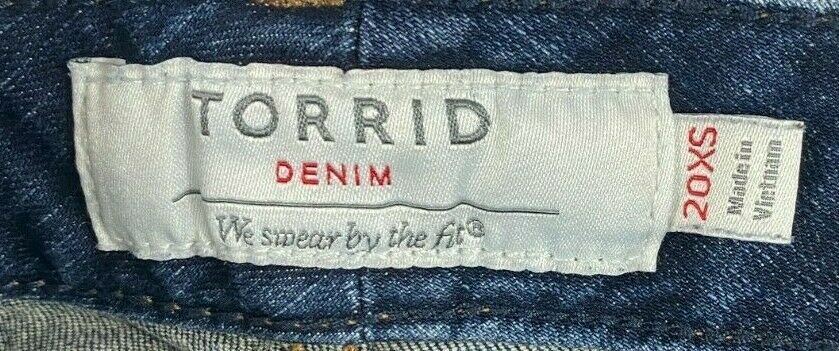 TORRID
DENIM
We swear by the fit®
20XS
Made in
Vietnam